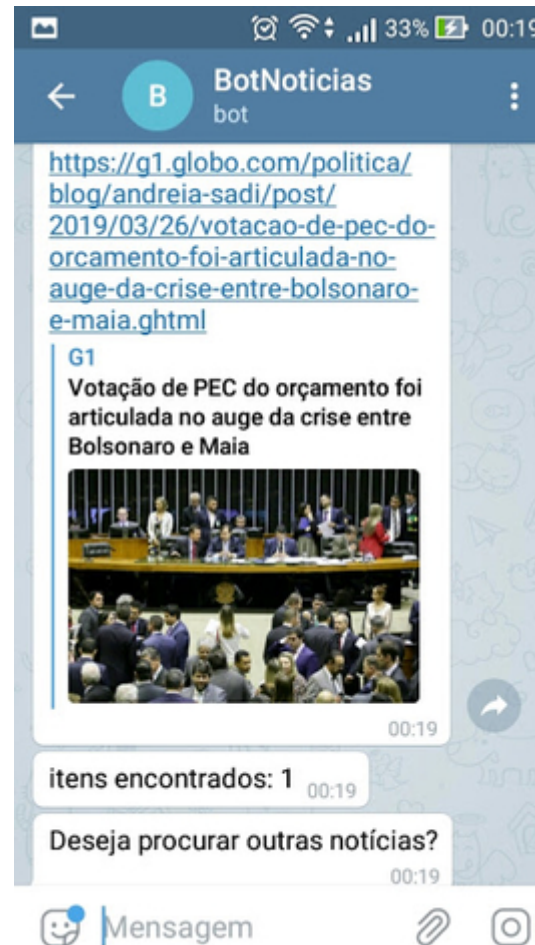 33% 00:19
B
BotNoticias
bot
https://g1.globo.com/politica/
blog/andreia-sadi/post/
2019/03/26/votacao-de-pec-do-
orcamento-foi-articulada-no-
auge-da-crise-entre-bolsonaro-
e-maia.ghtml
G1
Votação de PEC do orçamento foi
articulada no auge da crise entre
Bolsonaro e Maia
00:19
itens encontrados: 1 00:19
Deseja procurar outras notícias?
00:19
Mensagem